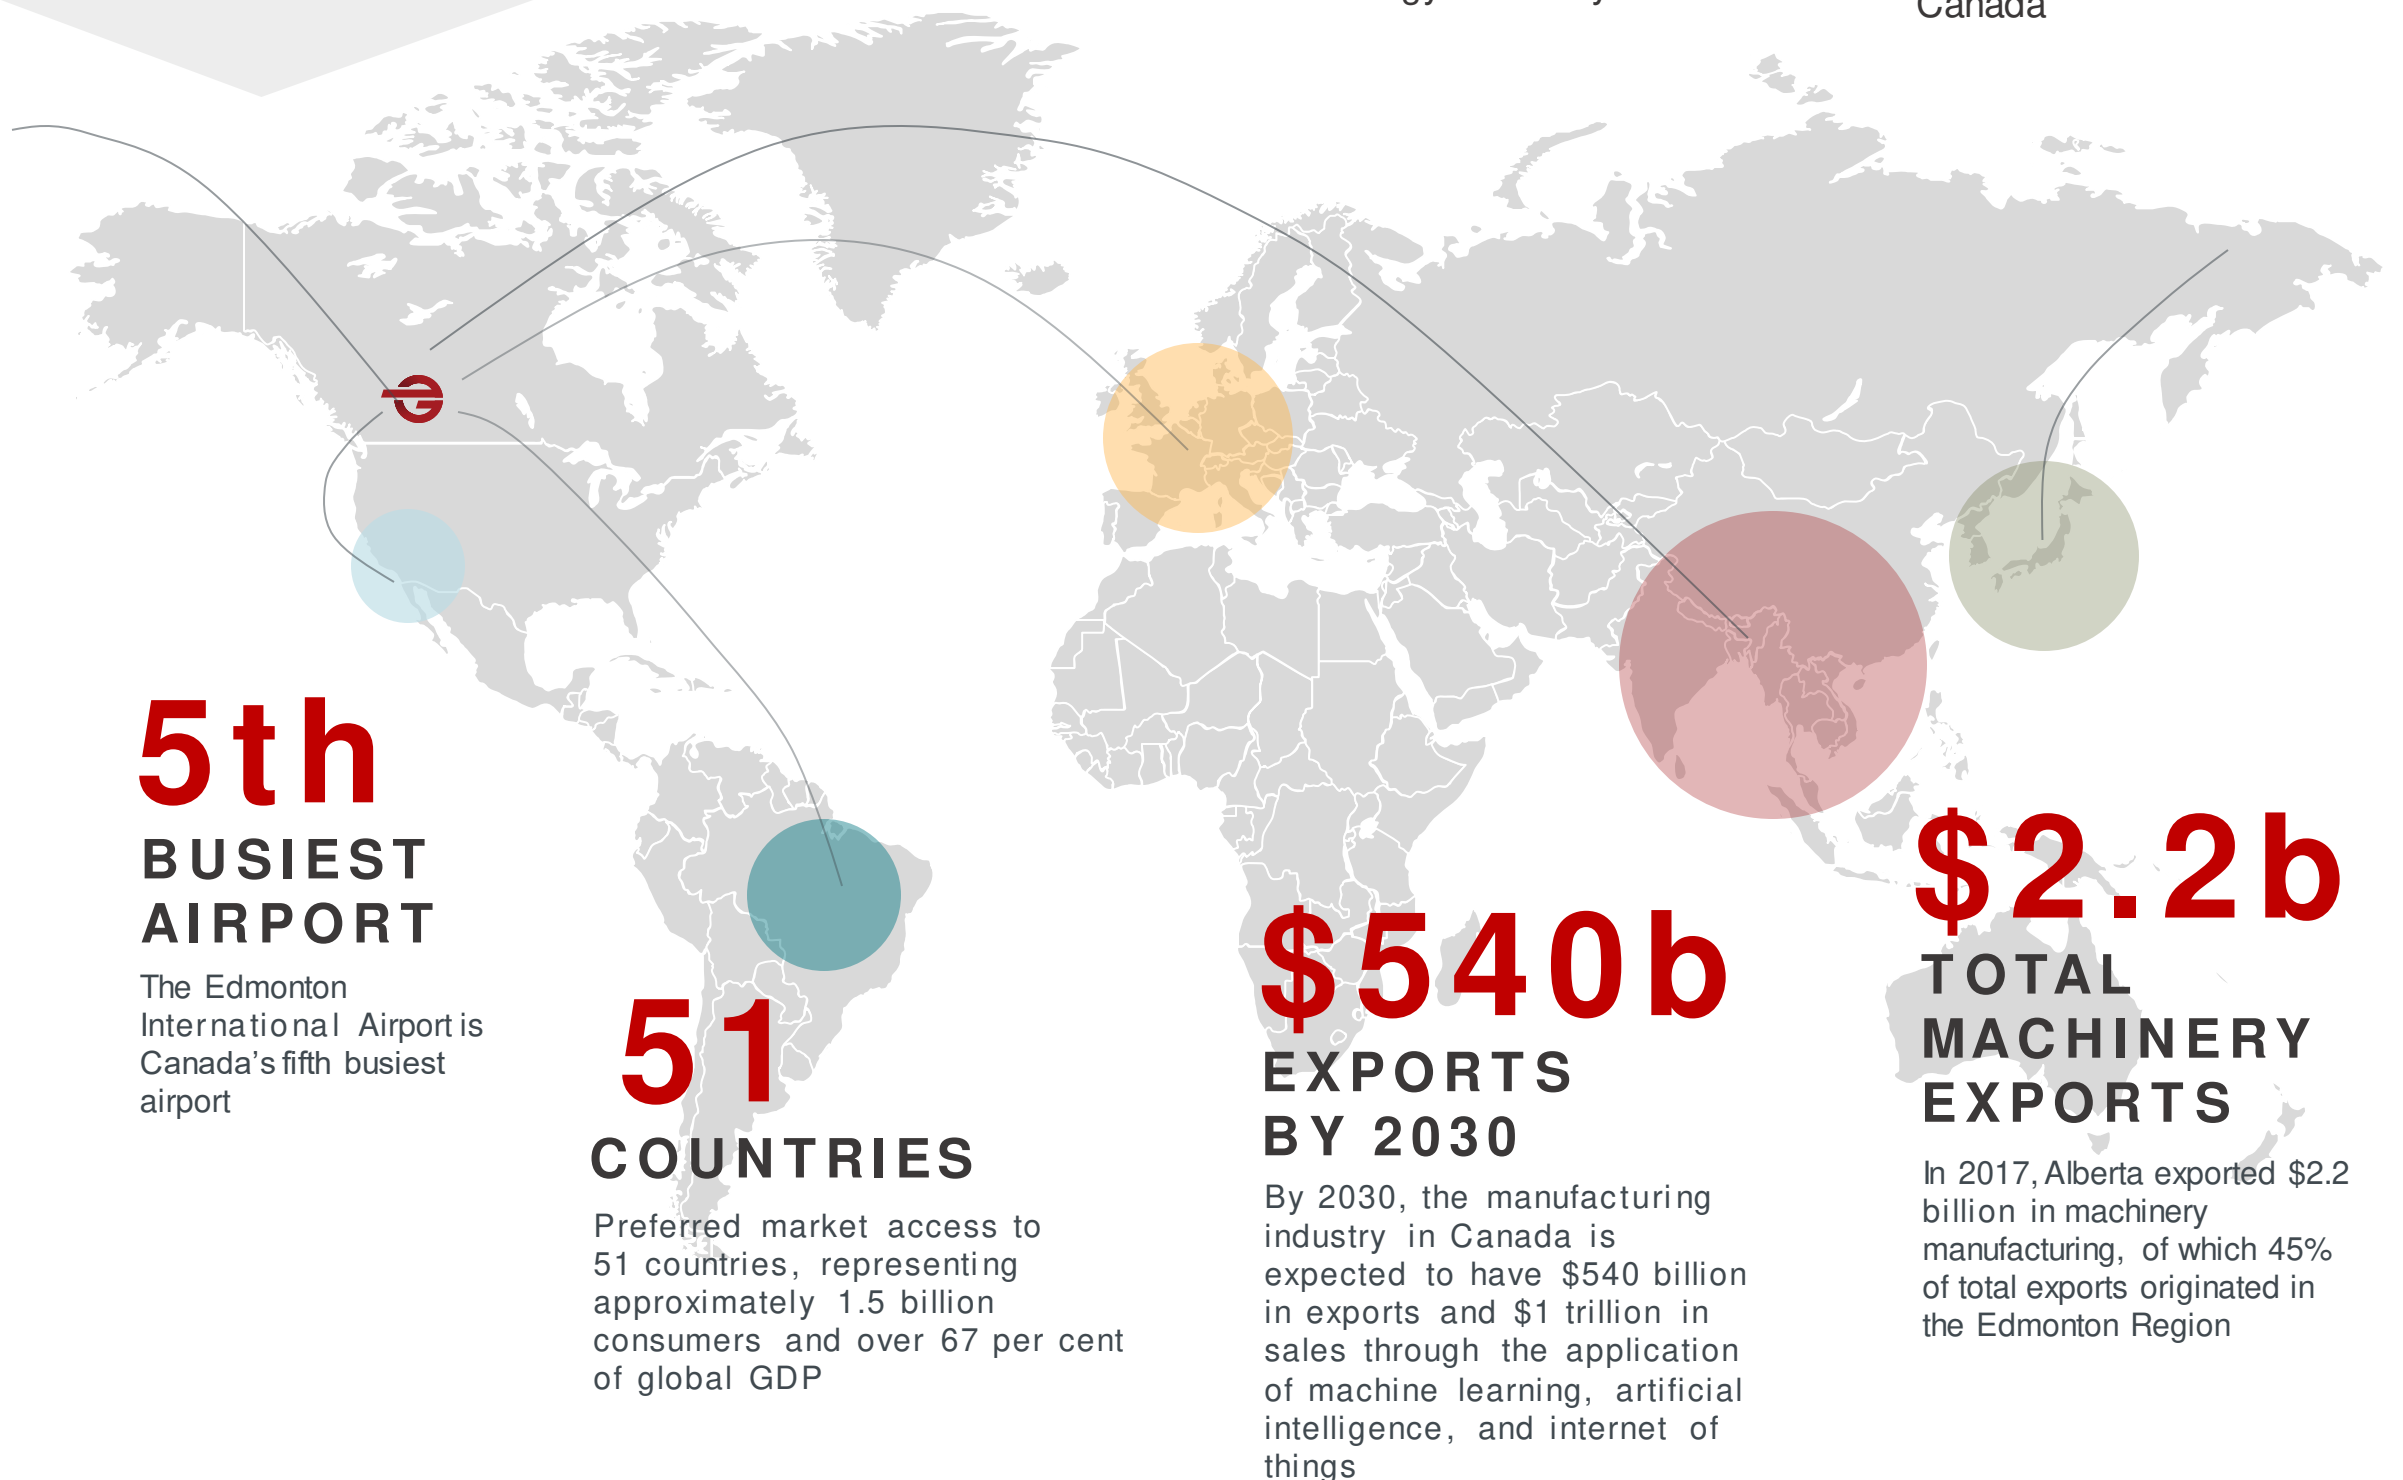 Canada
5th
BUSIEST
AIRPORT
The Edmonton
International Airport is
Canada's fifth busiest
airport
51
COUNTRIES
Preferred market access to
51 countries, representing
approximately 1.5 billion
consumers and over 67 per cent
of global GDP
$540b
EXPORTS
BY 2030
By 2030, the manufacturing
industry in Canada is
expected to have $540 billion
in exports and $1 trillion in
sales through the application
of machine learning, artificial
intelligence, and internet of
things
$2.2b
TOTAL
MACHINERY
EXPORTS
In 2017, Alberta exported $2.2
billion in machinery
manufacturing, of which 45%
of total exports originated in
the Edmonton Region